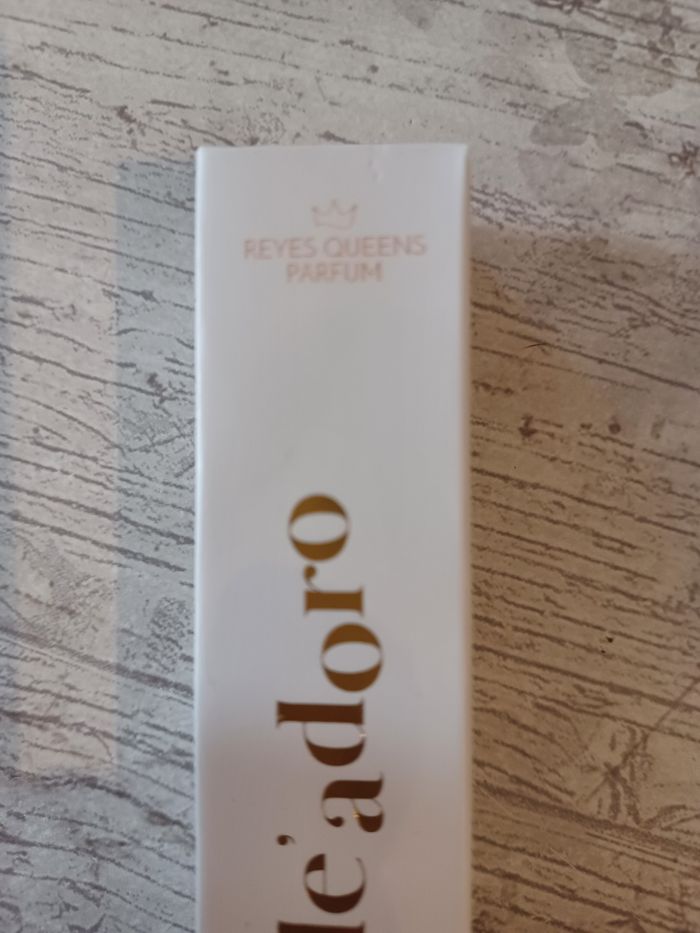 REYES QUEENS
PARFUM
le'adoro